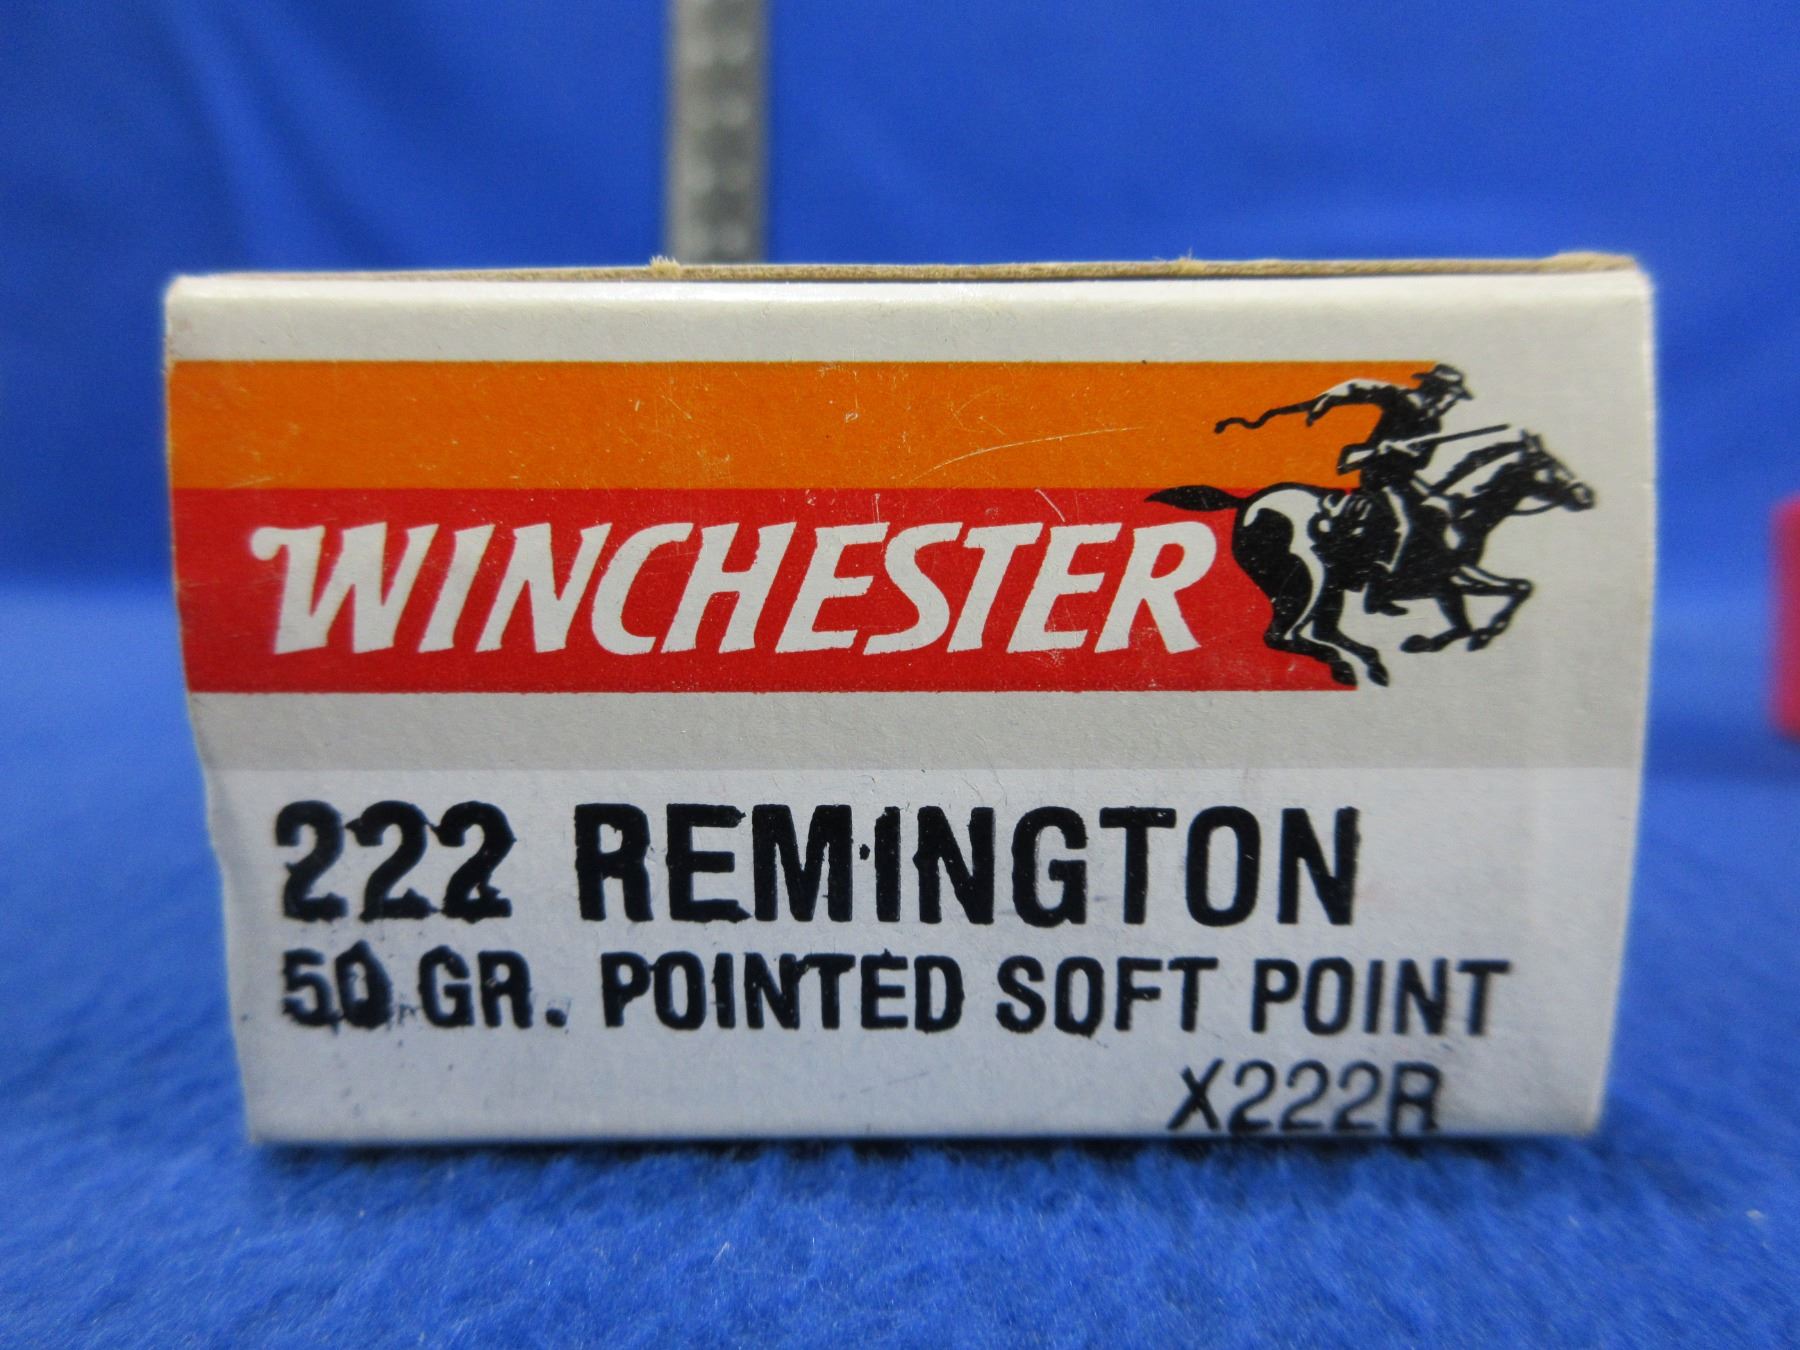 WINCHESTER
222 REMINGTON
50 GR. POINTED SOFT POINT
X222R